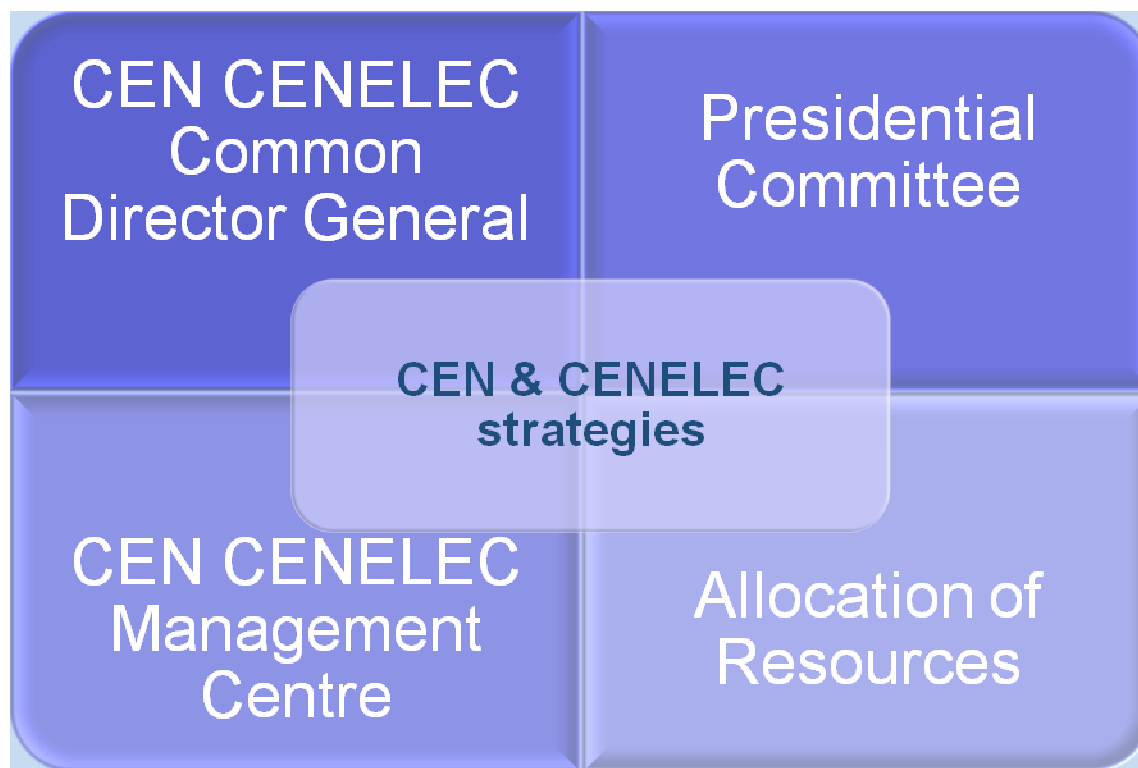 CEN CENELEC
Common
Director General
Presidential
Committee
CEN & CENELEC
strategies
CEN CENELEC
Management
Centre
Allocation of
Resources